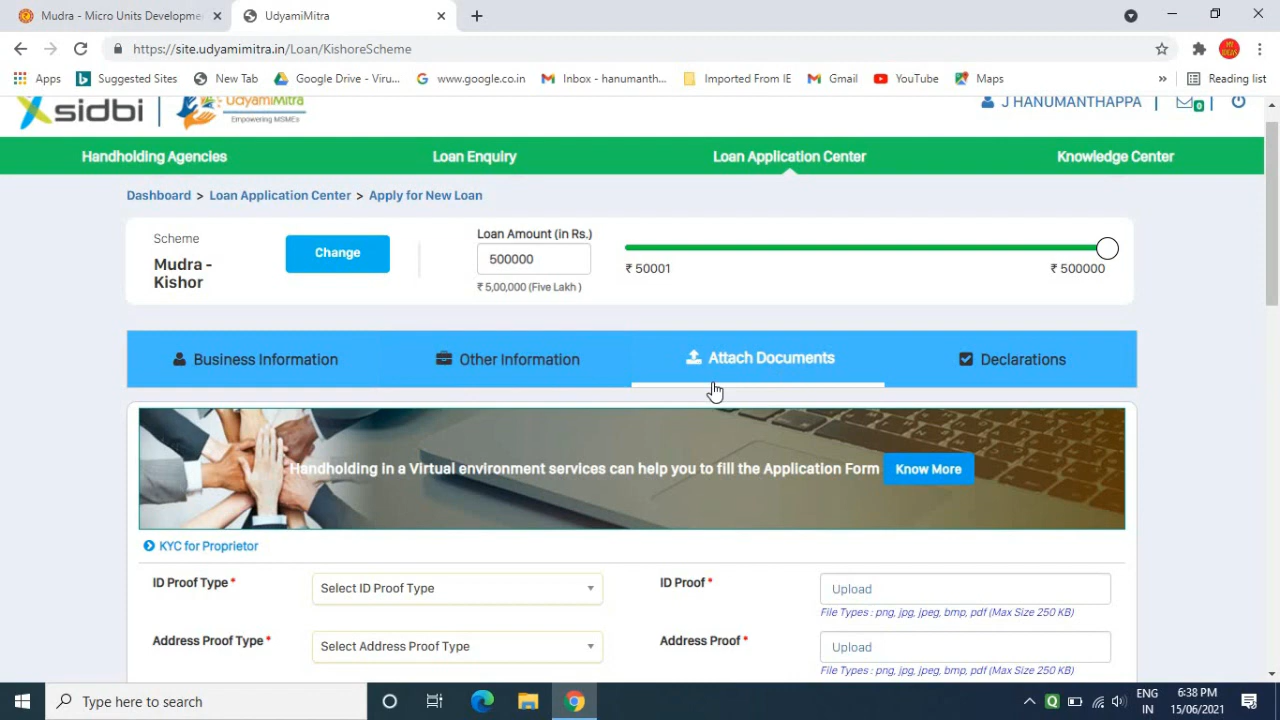 Mudra - Micro Units Developme
UdyamiMitra
https://site.udyamimitra.in/Loan/KishoreScheme
Apps
Suggested Sites
New Tab
Google Drive - Viru...
www.google.co.in
Inbox - hanumanth...
Imported From IE
Gmail
YouTube
Maps
»
Reading list
sidbi
UdyamiMitra
Empowering MSMEs
J HANUMANTHAPPA
0
Handholding Agencies
Loan Enquiry
Loan Application Center
Knowledge Center
Dashboard > Loan Application Center > Apply for New Loan
Scheme
Mudra -
Kishor
Change
Loan Amount (in Rs.)
500000
₹ 5,00,000 (Five Lakh )
₹ 50001
₹ 500000
Business Information
Other Information
Attach Documents
Declarations
Handholding in a Virtual environment services can help you to fill the Application Form
Know More
KYC for Proprietor
ID Proof Type *
Select ID Proof Type
ID Proof *
Upload
File Types : png, jpg, jpeg, bmp, pdf (Max Size 250 KB)
Address Proof Type *
Select Address Proof Type
Address Proof *
Upload
File Types : png, jpg, jpeg, bmp, pdf (Max Size 250 KB)
Type here to search
ENG
IN
6:38 PM
15/06/2021